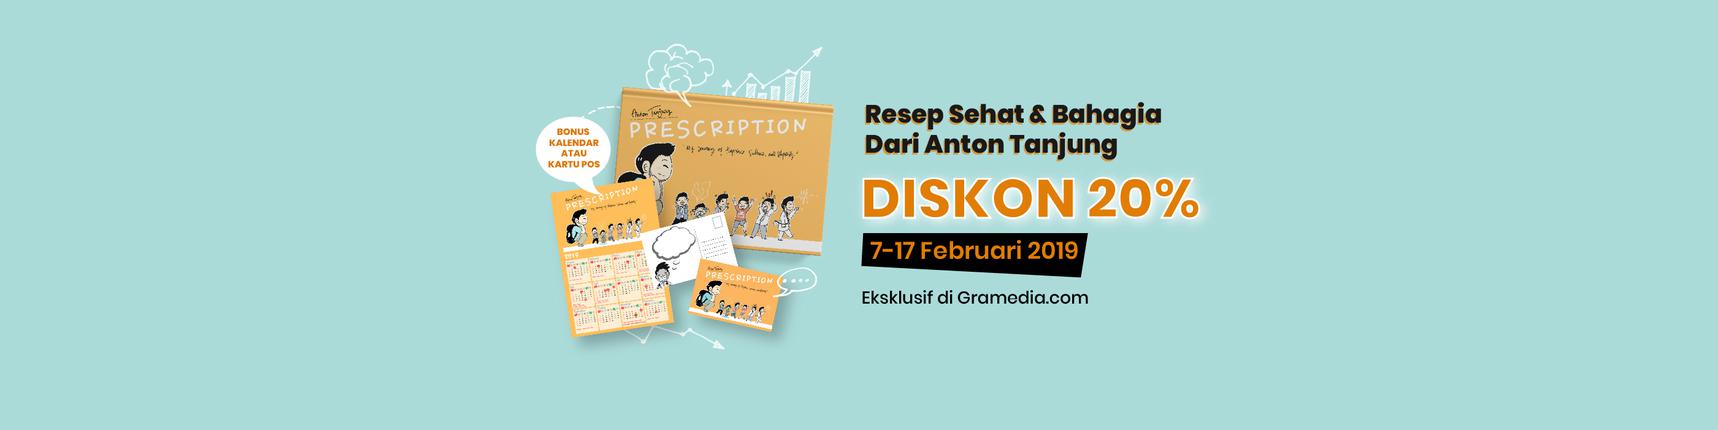 BONUS
KALENDAR
ATAU
KARTU POS
Anton Tanjung
PRESCRIPTION
PRESCRIPTION
2019
PRESCRIPTION
Resep Sehat & Bahagia
Dari Anton Tanjung
DISKON 20%
7-17 Februari 2019
Eksklusif di Gramedia.com